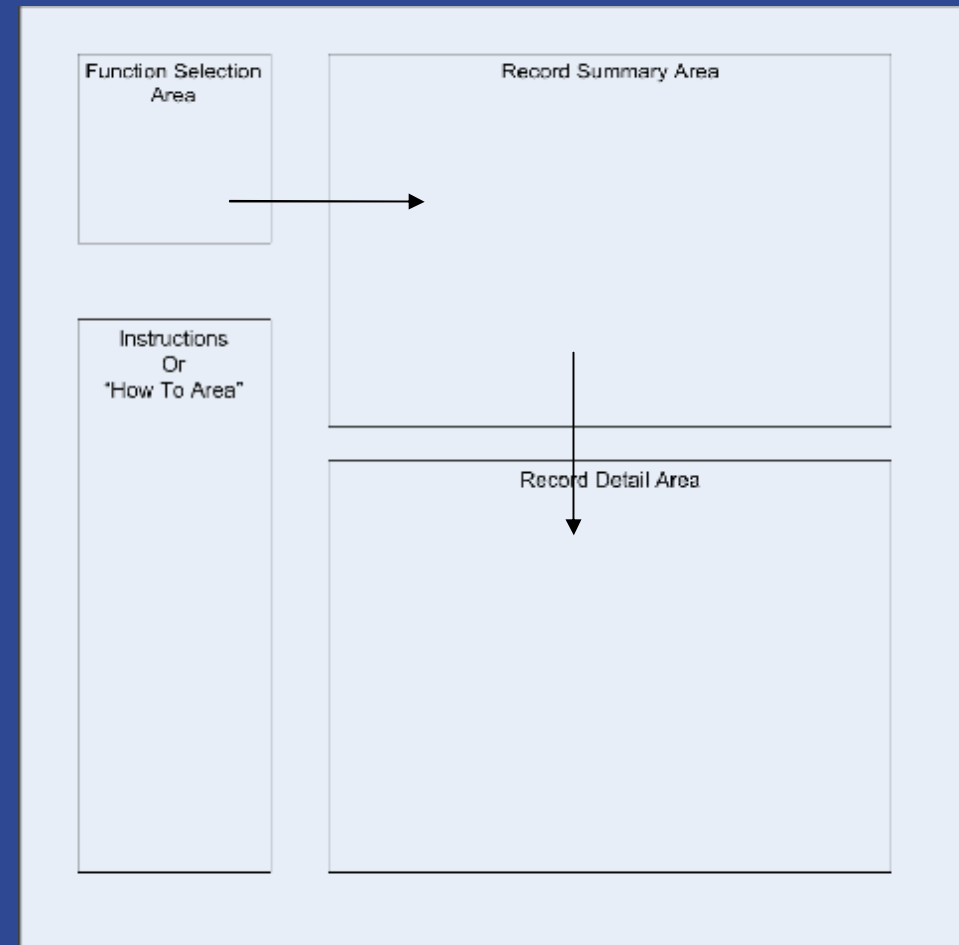 Function Selection
Area
Record Summary Area
Instructions
Or
“How To Area”
Record Detail Area